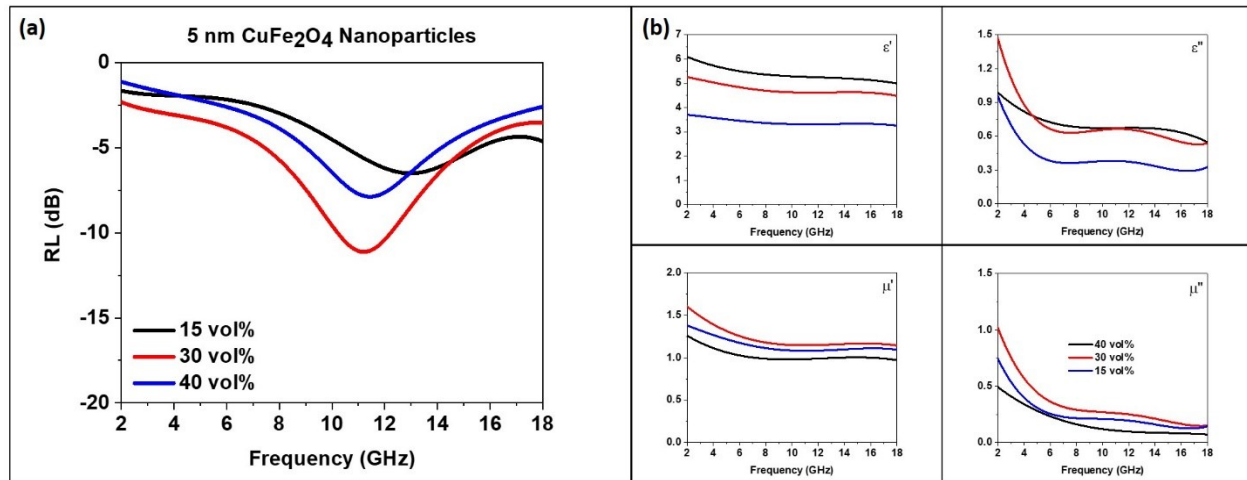 (a)
5 nm CuFe2O4 Nanoparticles
0
-5
-10
-15
-20
RL (dB)
15 vol%
30 vol%
40 vol%
2 4 6 8 10 12 14 16 18
Frequency (GHz)
(b)
ε'
7
6
5
4
3
2
1
0
2 4 6 8 10 12 14 16 18
Frequency (GHz)
ε"
1.5
1.2
0.9
0.6
0.3
0.0
2 4 6 8 10 12 14 16 18
Frequency (GHz)
μ'
2.0
1.5
1.0
0.5
0.0
2 4 6 8 10 12 14 16 18
Frequency (GHz)
μ"
1.5
1.0
0.5
0.0
40 vol%
30 vol%
15 vol%
2 4 6 8 10 12 14 16 18
Frequency (GHz)